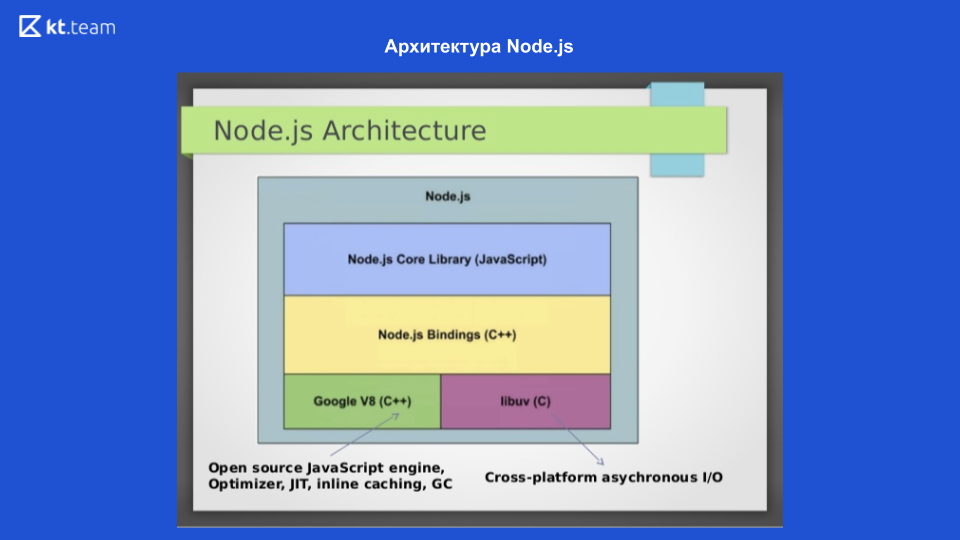 kt.team
Архитектура Node.js
Node.js Architecture
Node.js
Node.js Core Library (JavaScript)
Node.js Bindings (C++)
Google V8 (C++)
libuv (C)
Open source JavaScript engine,
Optimizer, JIT, inline caching, GC
Cross-platform asychronous I/O